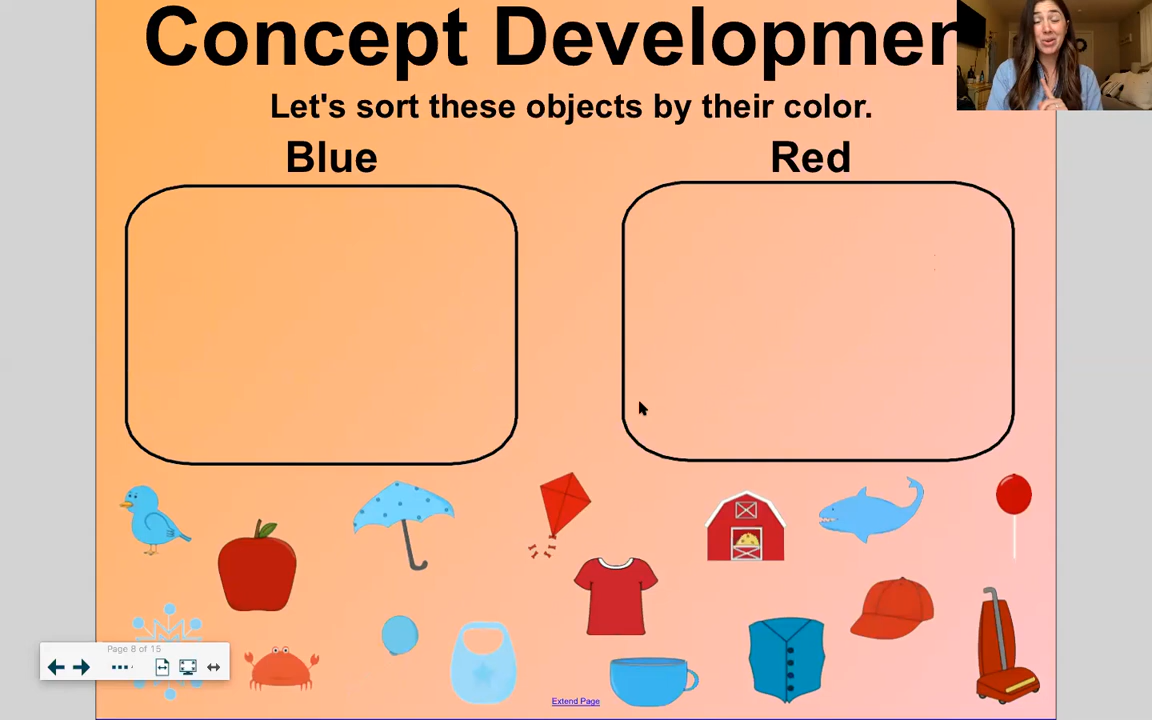 Concept Developmen
Let's sort these objects by their color.
Blue
Red
Page 8 of 15
Extend Page